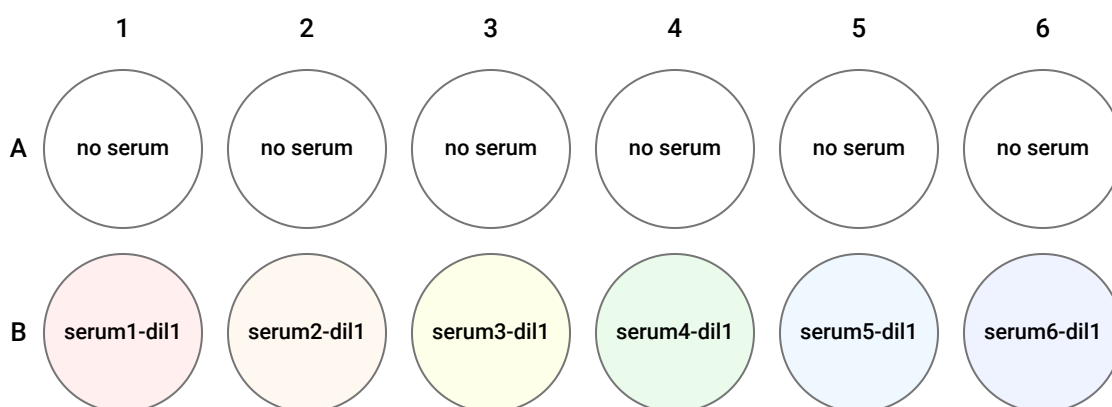 1 2 3 4 5 6
A no serum no serum no serum no serum no serum no serum
B serum1-dil1 serum2-dil1 serum3-dil1 serum4-dil1 serum5-dil1 serum6-dil1